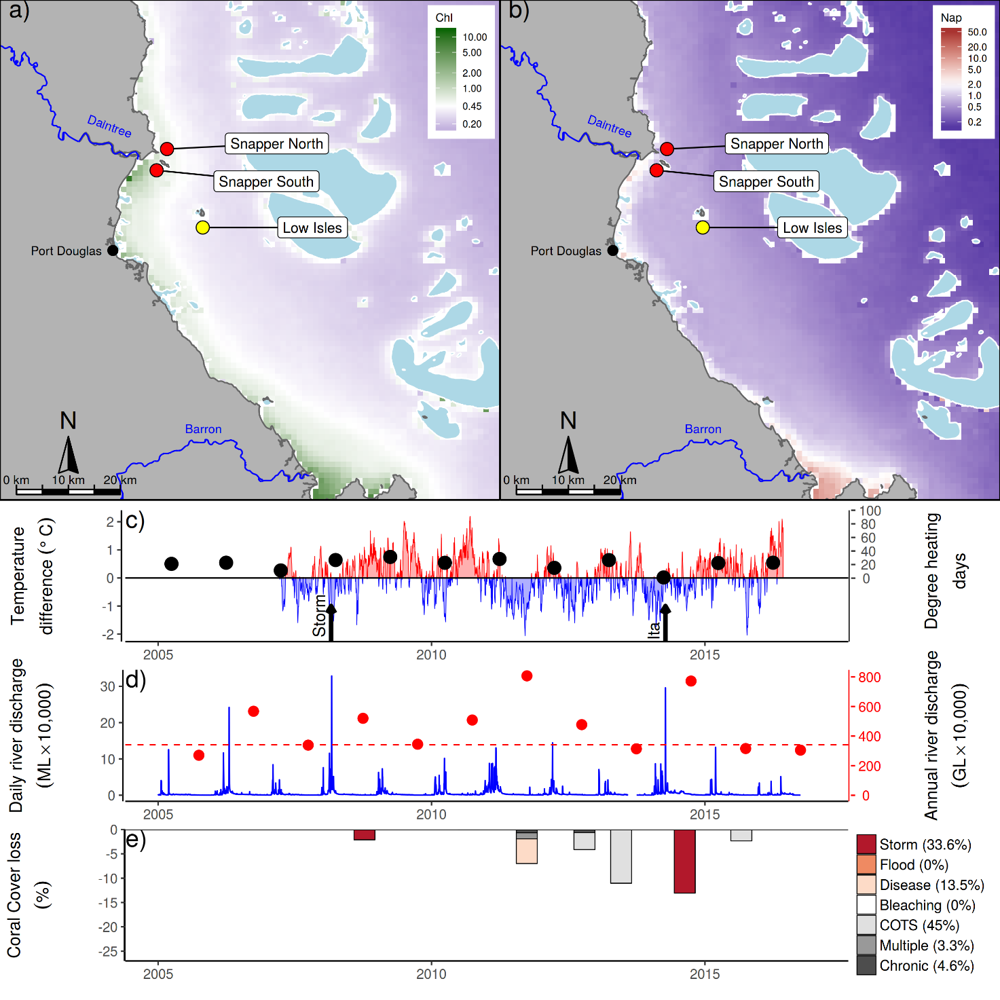 a)
Chl
10.00
5.00
2.00
1.00
0.45
0.20
Daintree
Snapper North
Snapper South
Low Isles
Port Douglas
N
Barron
0 km
10 km
20 km
b)
Nap
50.0
20.0
10.0
5.0
2.0
1.0
0.5
0.2
Daintree
Snapper North
Snapper South
Low Isles
Port Douglas
N
Barron
0 km
10 km
20 km
c)
Temperature
difference (° C)
2
1
0
-1
-2
Storm
Ita
100
80
60
40
20
0
Degree heating
days
2005
2010
2015
d)
Daily river discharge
(ML×10,000)
30
20
10
0
800
600
400
200
0
Annual river discharge
(GL×10,000)
2005
2010
2015
e)
Coral Cover loss
(%)
0
-5
-10
-15
-20
-25
2005
2010
2015
Storm (33.6%)
Flood (0%)
Disease (13.5%)
Bleaching (0%)
COTS (45%)
Multiple (3.3%)
Chronic (4.6%)